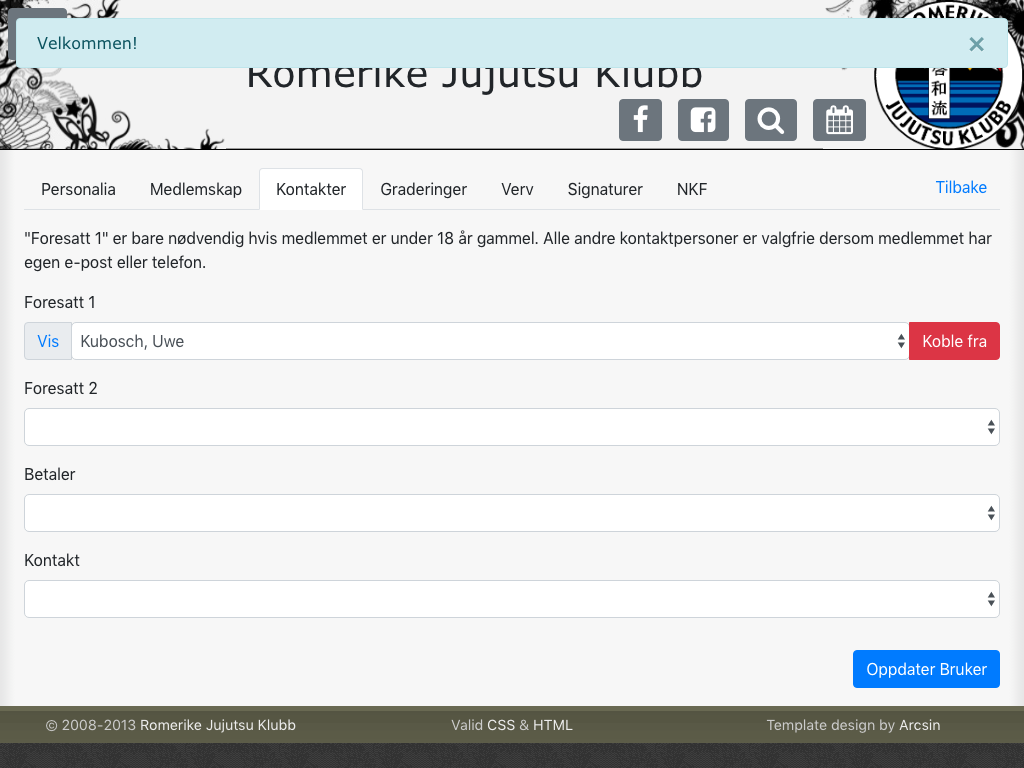 Velkommen!
×
Romerike Jujutsu Klubb
ROMERIK
啓和流
JUJUTSU KLUBB
Personalia
Medlemskap
Kontakter
Graderinger
Verv
Signaturer
NKF
Tilbake
"Foresatt 1" er bare nødvendig hvis medlemmet er under 18 år gammel. Alle andre kontaktpersoner er valgfrie dersom medlemmet har
egen e-post eller telefon.
Foresatt 1
Vis
Kubosch, Uwe
Koble fra
Foresatt 2
Betaler
Kontakt
Oppdater Bruker
© 2008-2013 Romerike Jujutsu Klubb
Valid CSS & HTML
Template design by Arcsin